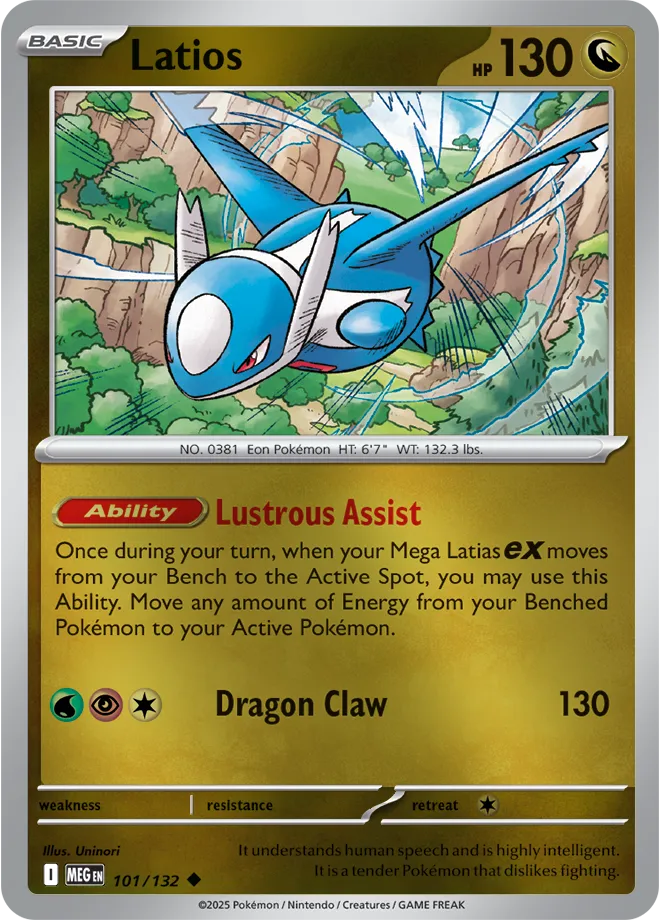 BASIC
Latios
HP 130
NO. 0381 Eon Pokémon HT: 6'7" WT: 132.3 lbs.
Ability Lustrous Assist
Once during your turn, when your Mega Latias ex moves
from your Bench to the Active Spot, you may use this
Ability. Move any amount of Energy from your Benched
Pokémon to your Active Pokémon.
Dragon Claw 130
weakness resistance retreat
Illus. Uninori
It understands human speech and is highly intelligent.
It is a tender Pokémon that dislikes fighting.
I MEG EN 101/132
©2025 Pokémon / Nintendo / Creatures / GAME FREAK